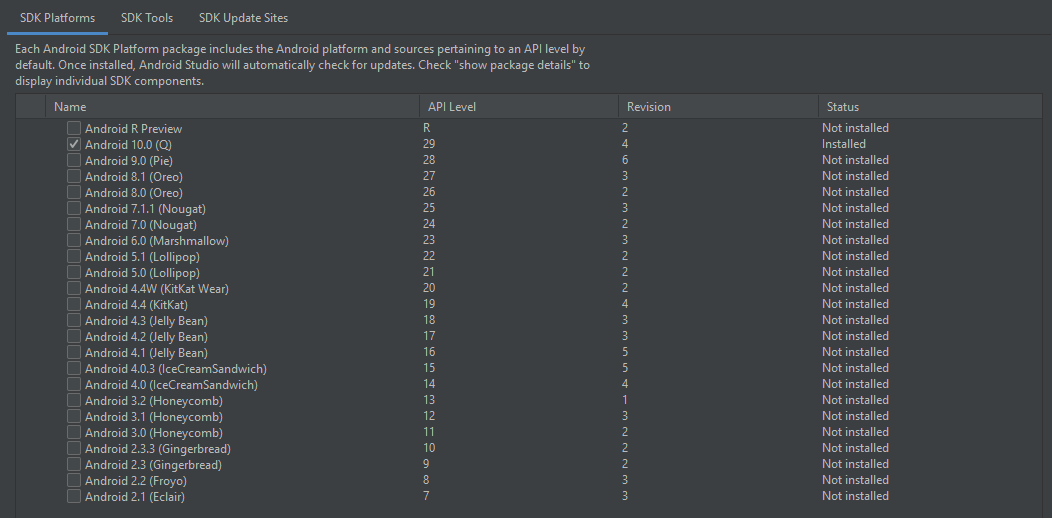 SDK Platforms SDK Tools SDK Update Sites
Each Android SDK Platform package includes the Android platform and sources pertaining to an API level by
default. Once installed, Android Studio will automatically check for updates. Check "show package details" to
display individual SDK components.
Name API Level Revision Status
Android R Preview R 2 Not installed
Android 10.0 (Q) 29 4 Installed
Android 9.0 (Pie) 28 6 Not installed
Android 8.1 (Oreo) 27 3 Not installed
Android 8.0 (Oreo) 26 2 Not installed
Android 7.1.1 (Nougat) 25 3 Not installed
Android 7.0 (Nougat) 24 2 Not installed
Android 6.0 (Marshmallow) 23 3 Not installed
Android 5.1 (Lollipop) 22 2 Not installed
Android 5.0 (Lollipop) 21 2 Not installed
Android 4.4W (KitKat Wear) 20 2 Not installed
Android 4.4 (KitKat) 19 4 Not installed
Android 4.3 (Jelly Bean) 18 3 Not installed
Android 4.2 (Jelly Bean) 17 3 Not installed
Android 4.1 (Jelly Bean) 16 5 Not installed
Android 4.0.3 (IceCreamSandwich) 15 5 Not installed
Android 4.0 (IceCreamSandwich) 14 4 Not installed
Android 3.2 (Honeycomb) 13 1 Not installed
Android 3.1 (Honeycomb) 12 3 Not installed
Android 3.0 (Honeycomb) 11 2 Not installed
Android 2.3.3 (Gingerbread) 10 2 Not installed
Android 2.3 (Gingerbread) 9 2 Not installed
Android 2.2 (Froyo) 8 3 Not installed
Android 2.1 (Eclair) 7 3 Not installed